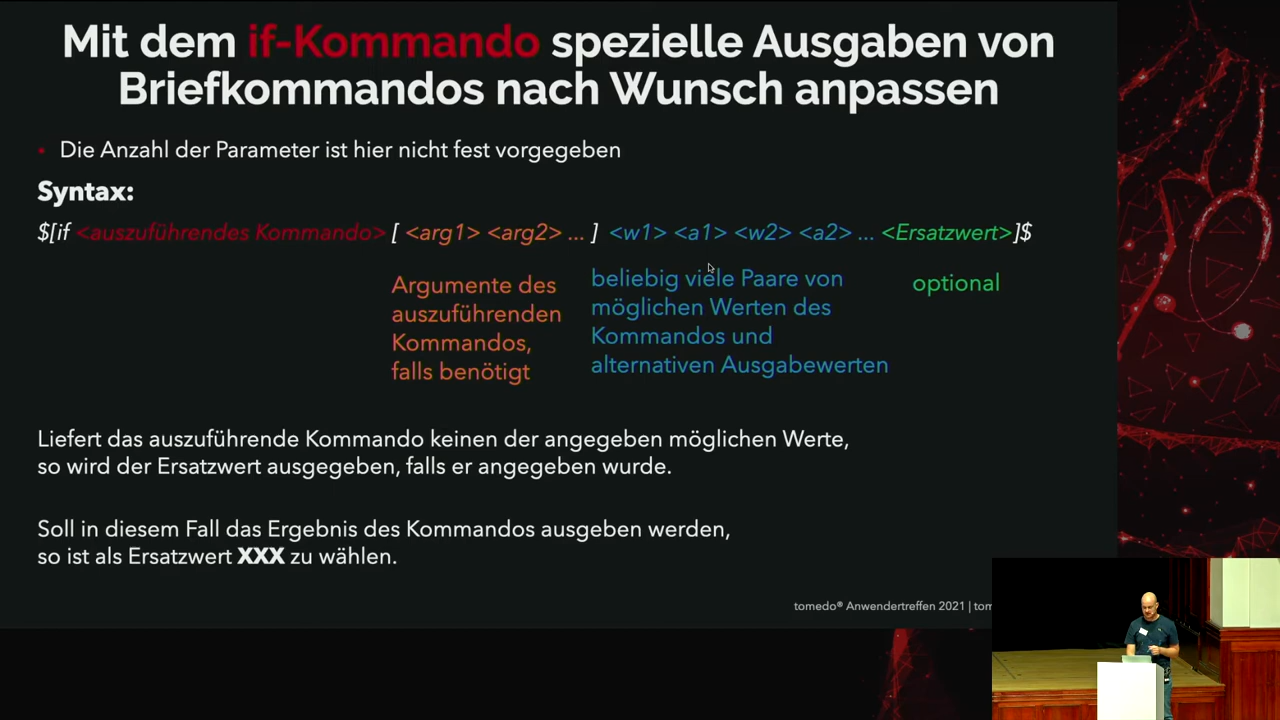 Mit dem if-Kommando spezielle Ausgaben von
Briefkommandos nach Wunsch anpassen
Die Anzahl der Parameter ist hier nicht fest vorgegeben
Syntax:
$[if <auszuführendes Kommando> [ <arg1> <arg2> ... ] <w1> <a1> <w2> <a2> ... <Ersatzwert>]$
Argumente des
auszuführenden
Kommandos,
falls benötigt
beliebig viele Paare von
möglichen Werten des
Kommandos und
alternativen Ausgabewerten
optional
Liefert das auszuführende Kommando keinen der angegeben möglichen Werte,
so wird der Ersatzwert ausgegeben, falls er angegeben wurde.
Soll in diesem Fall das Ergebnis des Kommandos ausgeben werden,
so ist als Ersatzwert XXX zu wählen.
tomedo® Anwendertreffen 2021 | tom